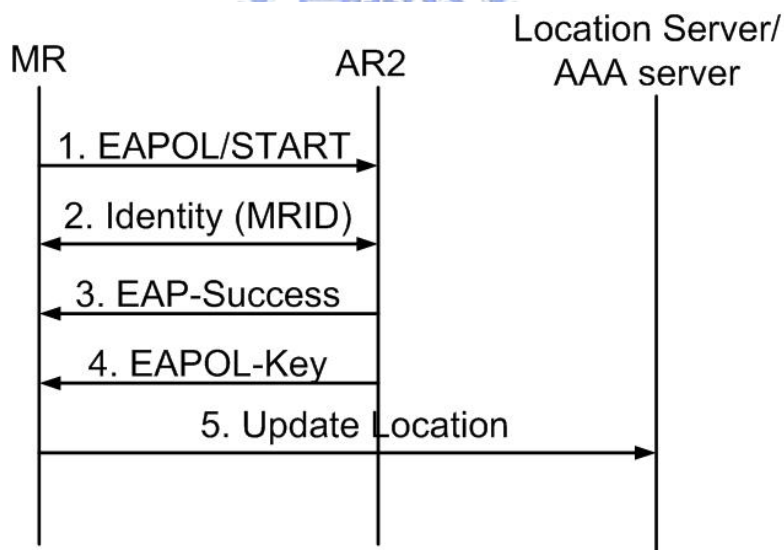 MR
AR2
Location Server/
AAA server
1. EAPOL/START
2. Identity (MRID)
3. EAP-Success
4. EAPOL-Key
5. Update Location